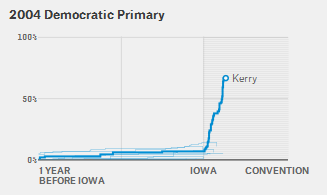 2004 Democratic Primary
100%
Kerry
50%
0%
1 YEAR IOWA CONVENTION
BEFORE IOWA